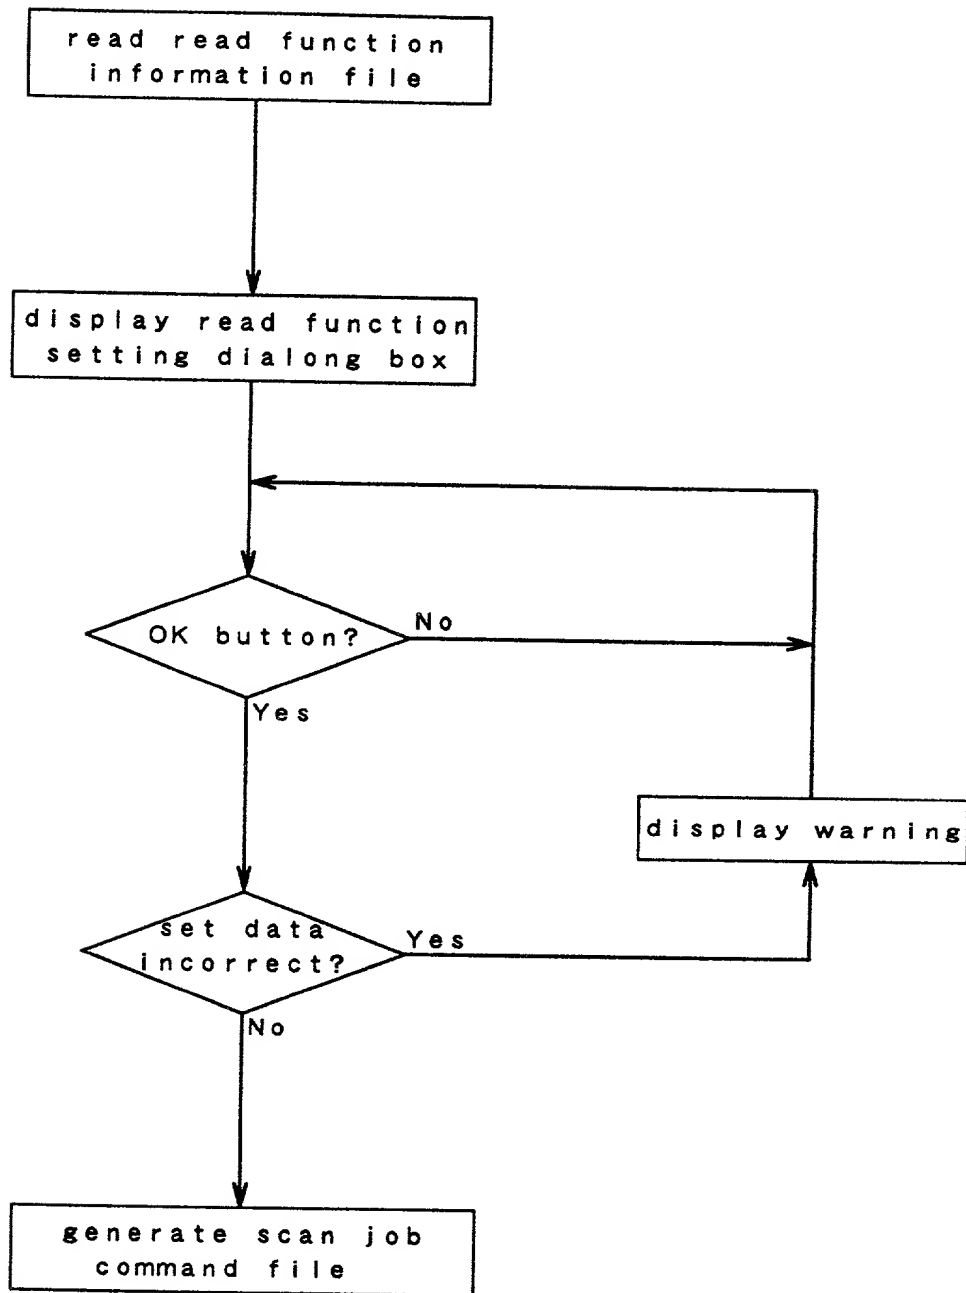 read read function
information file
display read function
setting dialong box
OK button?
No
Yes
display warning
set data
incorrect?
Yes
No
generate scan job
command file